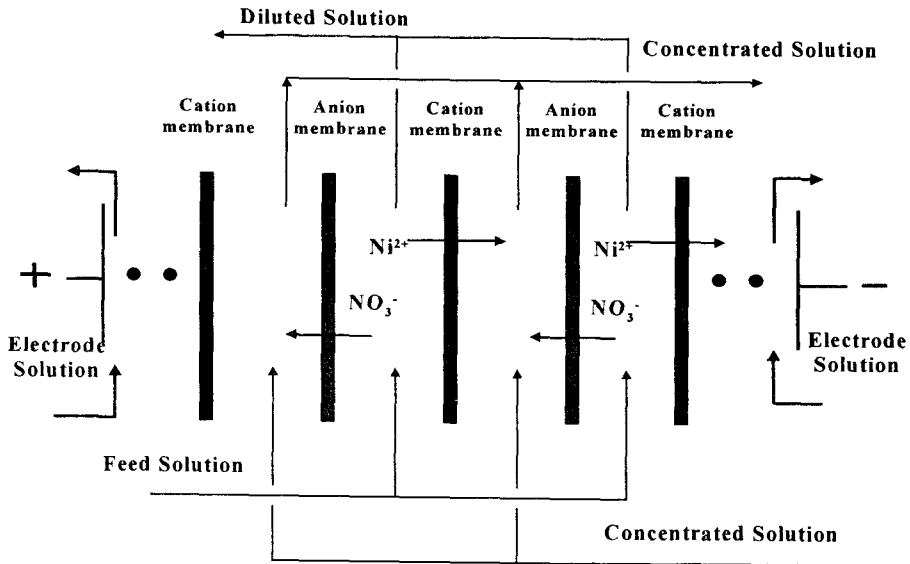 Diluted Solution
Concentrated Solution
Cation
membrane
Anion
membrane
Cation
membrane
Anion
membrane
Cation
membrane
Ni²⁺
Ni²⁺
+
−
NO₃⁻
NO₃⁻
Electrode
Solution
Electrode
Solution
Feed Solution
Concentrated Solution